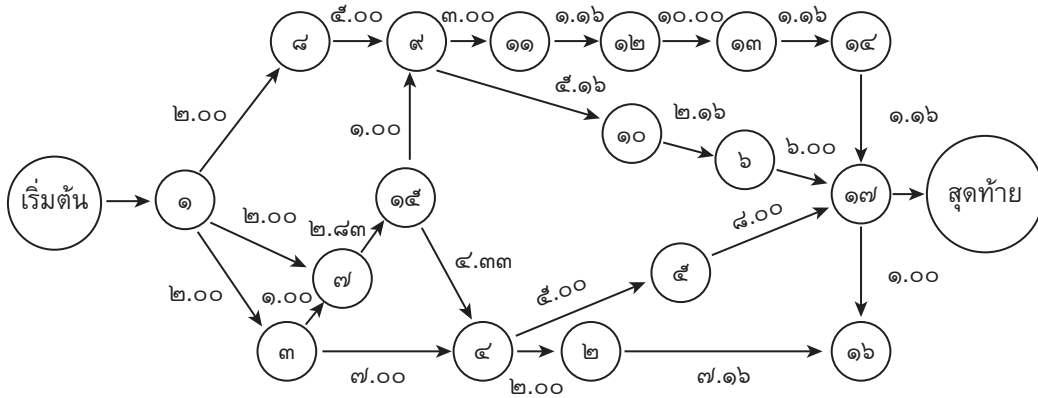 ๕.๐๐ ๓.๐๐ ๑.๑๖ ๑๐.๐๐ ๑.๑๖
๘ ๙ ๑๑ ๑๒ ๑๓ ๑๔
๕.๑๖
๒.๐๐ ๑.๐๐ ๒.๑๖ ๑.๑๖
๑๐ ๖ ๖.๐๐
เริ่มต้น ๑ ๑๕ ๑๗ สุดท้าย
๒.๐๐ ๒.๘๓ ๘.๐๐
๒.๐๐ ๑.๐๐ ๗ ๔.๓๓ ๕ ๑.๐๐
๕.๐๐
๓ ๔ ๒ ๑๖
๗.๐๐ ๒.๐๐ ๗.๑๖